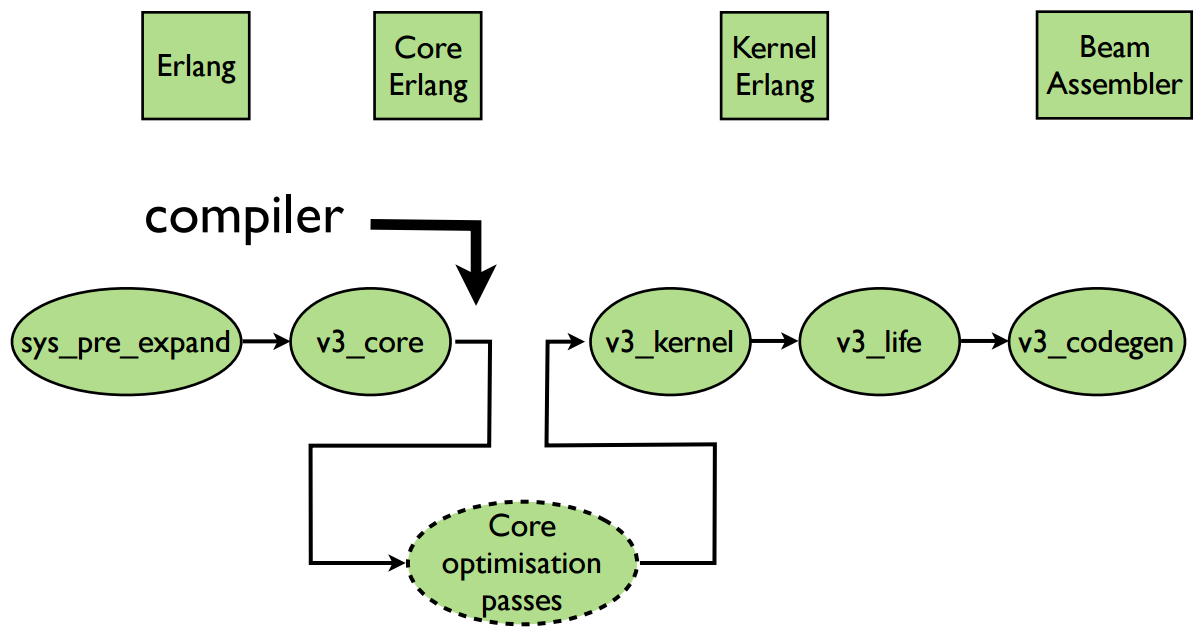 Erlang
Core
Erlang
Kernel
Erlang
Beam
Assembler
compiler
sys_pre_expand
v3_core
v3_kernel
v3_life
v3_codegen
Core
optimisation
passes